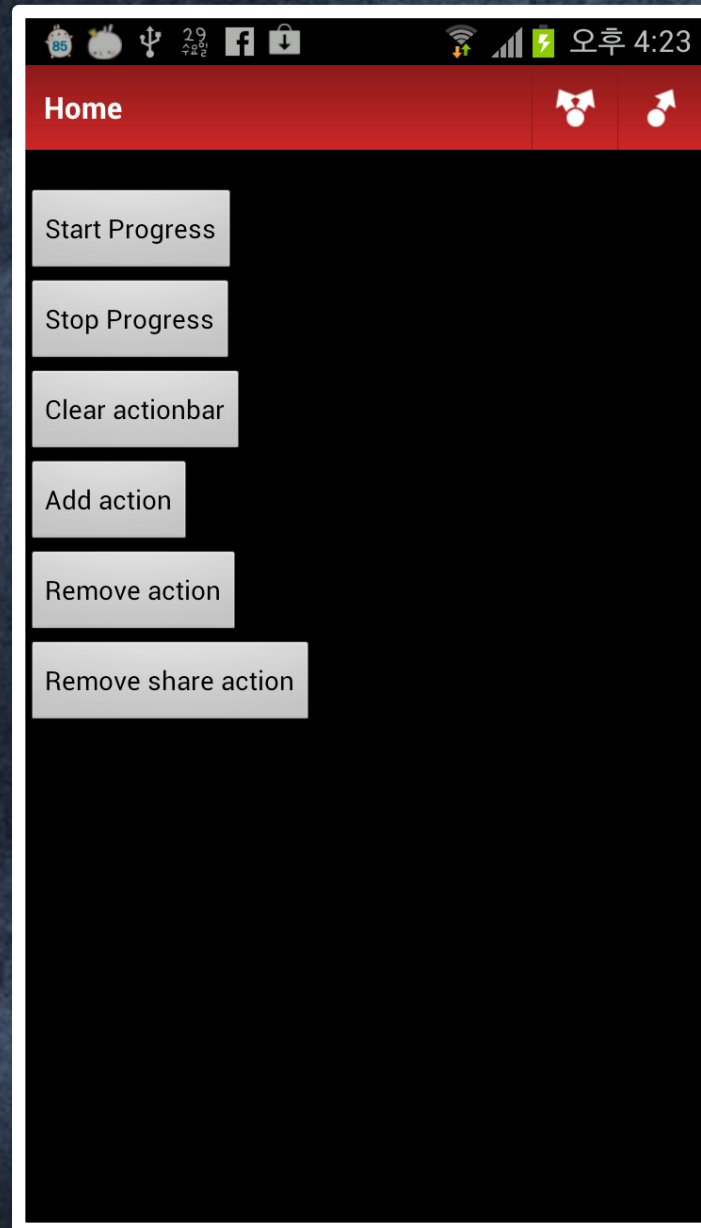 85 29 오후 4:23
수요일
Home
Start Progress
Stop Progress
Clear actionbar
Add action
Remove action
Remove share action